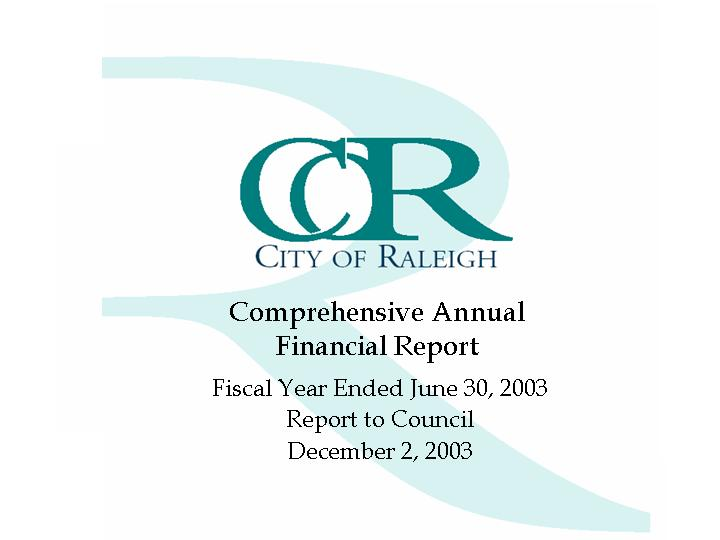 CCR
CITY OF RALEIGH
Comprehensive Annual
Financial Report
Fiscal Year Ended June 30, 2003
Report to Council
December 2, 2003